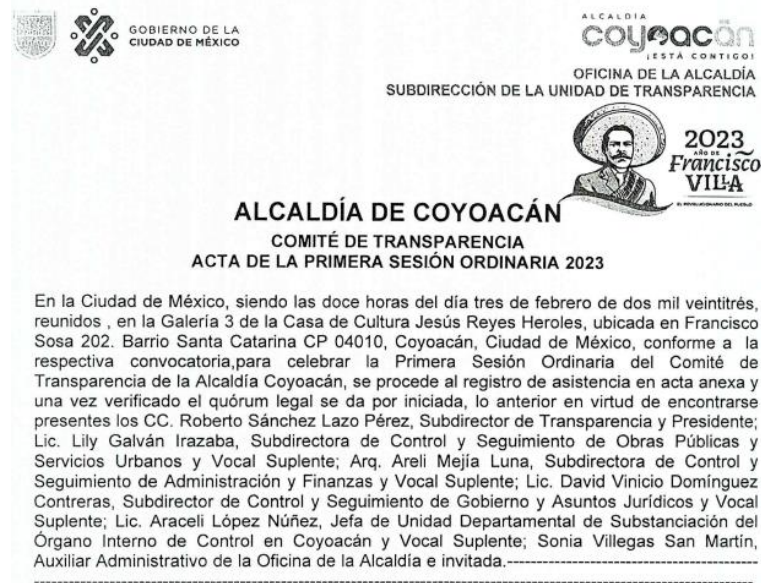 GOBIERNO DE LA
CIUDAD DE MÉXICO
ALCALDÍA
coyoacán
¡ESTÁ CONTIGO!
OFICINA DE LA ALCALDÍA
SUBDIRECCIÓN DE LA UNIDAD DE TRANSPARENCIA
2023
AÑO DE
Francisco
VILLA
EL REVOLUCIONARIO DEL PUEBLO
ALCALDÍA DE COYOACÁN
COMITÉ DE TRANSPARENCIA
ACTA DE LA PRIMERA SESIÓN ORDINARIA 2023
En la Ciudad de México, siendo las doce horas del día tres de febrero de dos mil veintitrés,
reunidos , en la Galería 3 de la Casa de Cultura Jesús Reyes Heroles, ubicada en Francisco
Sosa 202. Barrio Santa Catarina CP 04010, Coyoacán, Ciudad de México, conforme a la
respectiva convocatoria,para celebrar la Primera Sesión Ordinaria del Comité de
Transparencia de la Alcaldía Coyoacán, se procede al registro de asistencia en acta anexa y
una vez verificado el quórum legal se da por iniciada, lo anterior en virtud de encontrarse
presentes los CC. Roberto Sánchez Lazo Pérez, Subdirector de Transparencia y Presidente;
Lic. Lily Galván Irazaba, Subdirectora de Control y Seguimiento de Obras Públicas y
Servicios Urbanos y Vocal Suplente; Arq. Areli Mejía Luna, Subdirectora de Control y
Seguimiento de Administración y Finanzas y Vocal Suplente; Lic. David Vinicio Domínguez
Contreras, Subdirector de Control y Seguimiento de Gobierno y Asuntos Jurídicos y Vocal
Suplente; Lic. Araceli López Núñez, Jefa de Unidad Departamental de Substanciación del
Órgano Interno de Control en Coyoacán y Vocal Suplente; Sonia Villegas San Martín,
Auxiliar Administrativo de la Oficina de la Alcaldía e invitada.-----------------------------------